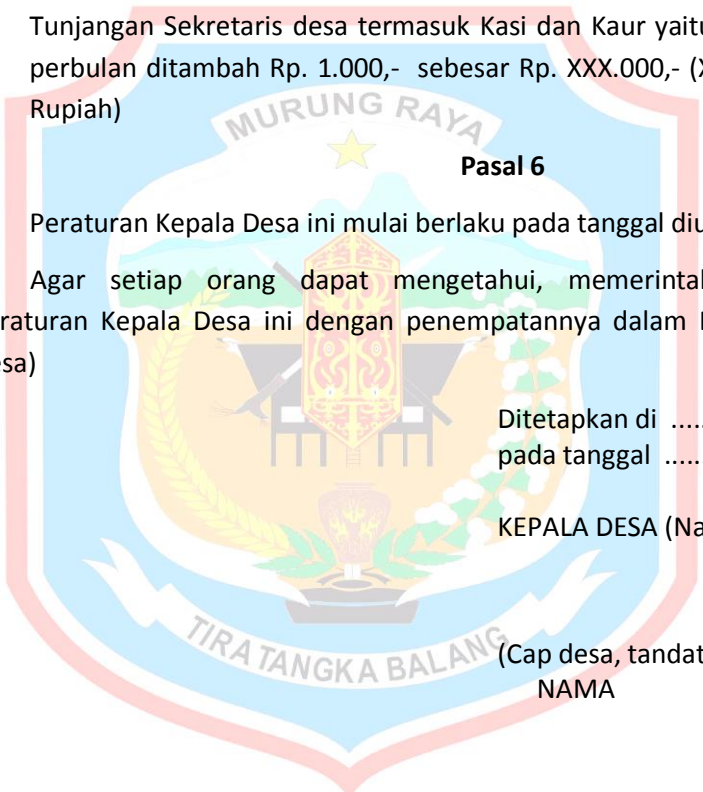 Tunjangan Sekretaris desa termasuk Kasi dan Kaur yaitu
perbulan ditambah Rp. 1.000,- sebesar Rp. XXX.000,- (X
Rupiah)
MURUNG RAYA
Pasal 6
Peraturan Kepala Desa ini mulai berlaku pada tanggal diu
Agar setiap orang dapat mengetahui, memerintal
raturan Kepala Desa ini dengan penempatannya dalam
esa)
Ditetapkan di .....
pada tanggal ......
KEPALA DESA (Na
TIRA TANGKA BALANG
(Cap desa, tandat
NAMA